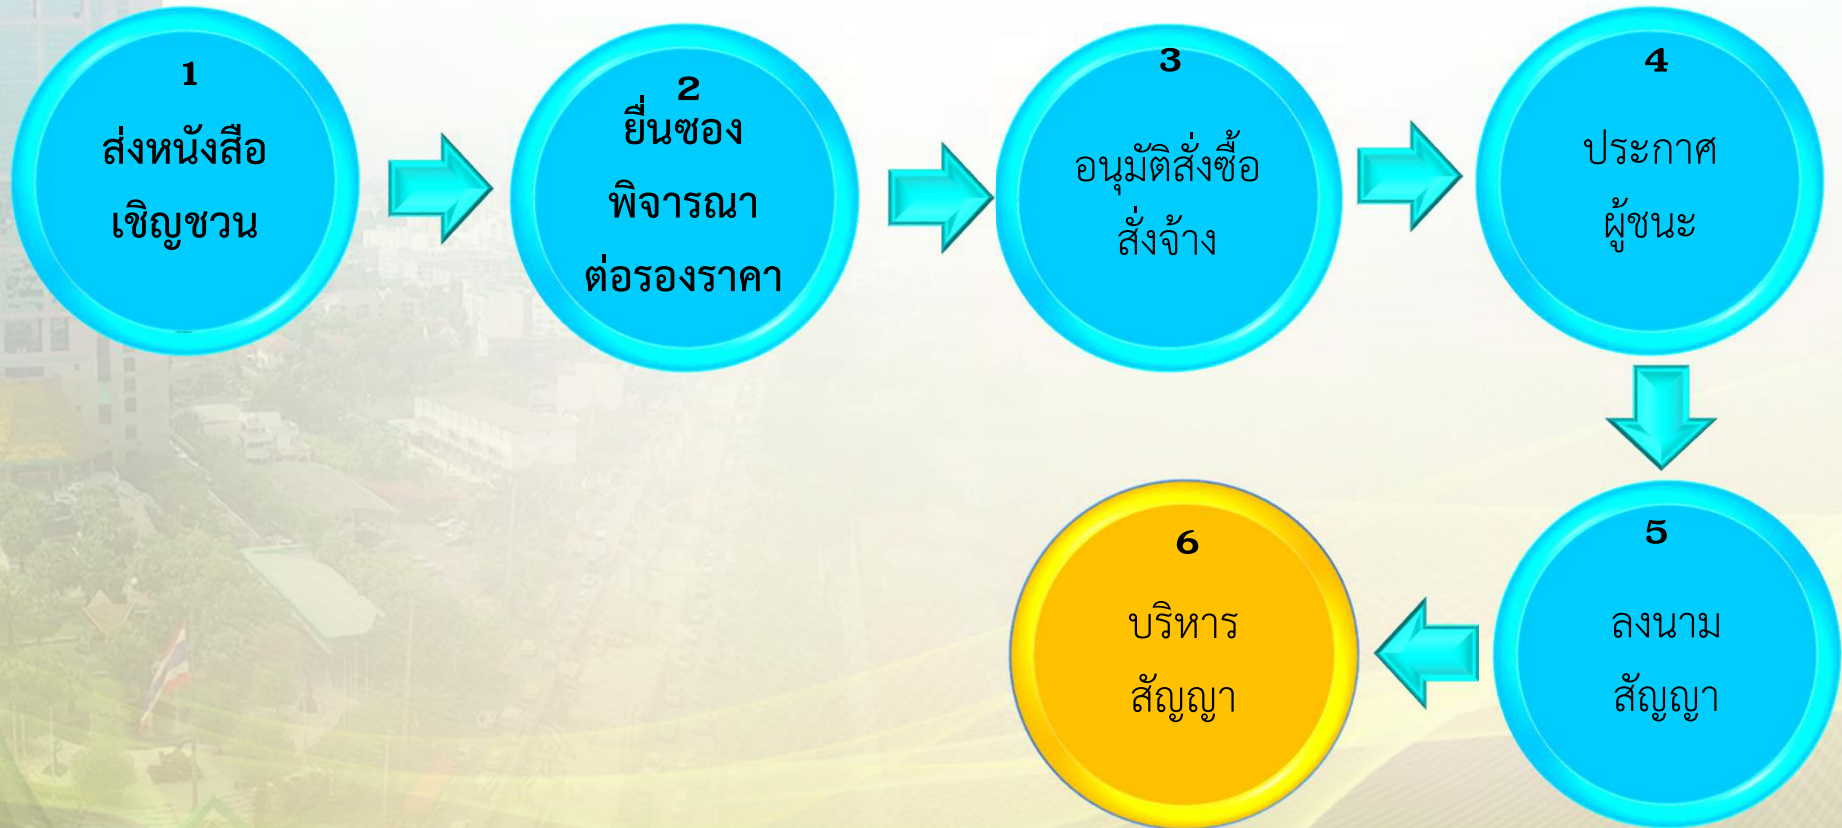 1
ส่งหนังสือ
เชิญชวน
2
ยื่นซอง
พิจารณา
ต่อรองราคา
3
อนุมัติสั่งซื้อ
สั่งจ้าง
4
ประกาศ
ผู้ชนะ
5
ลงนาม
สัญญา
6
บริหาร
สัญญา